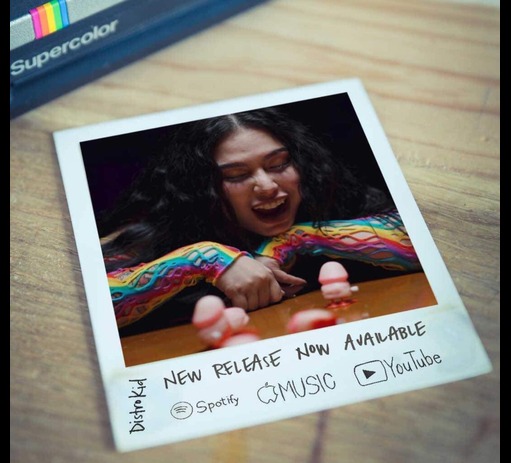 Supercolor
NEW RELEASE NOW AVAILABLE
DistroKid
Spotify MUSIC YouTube